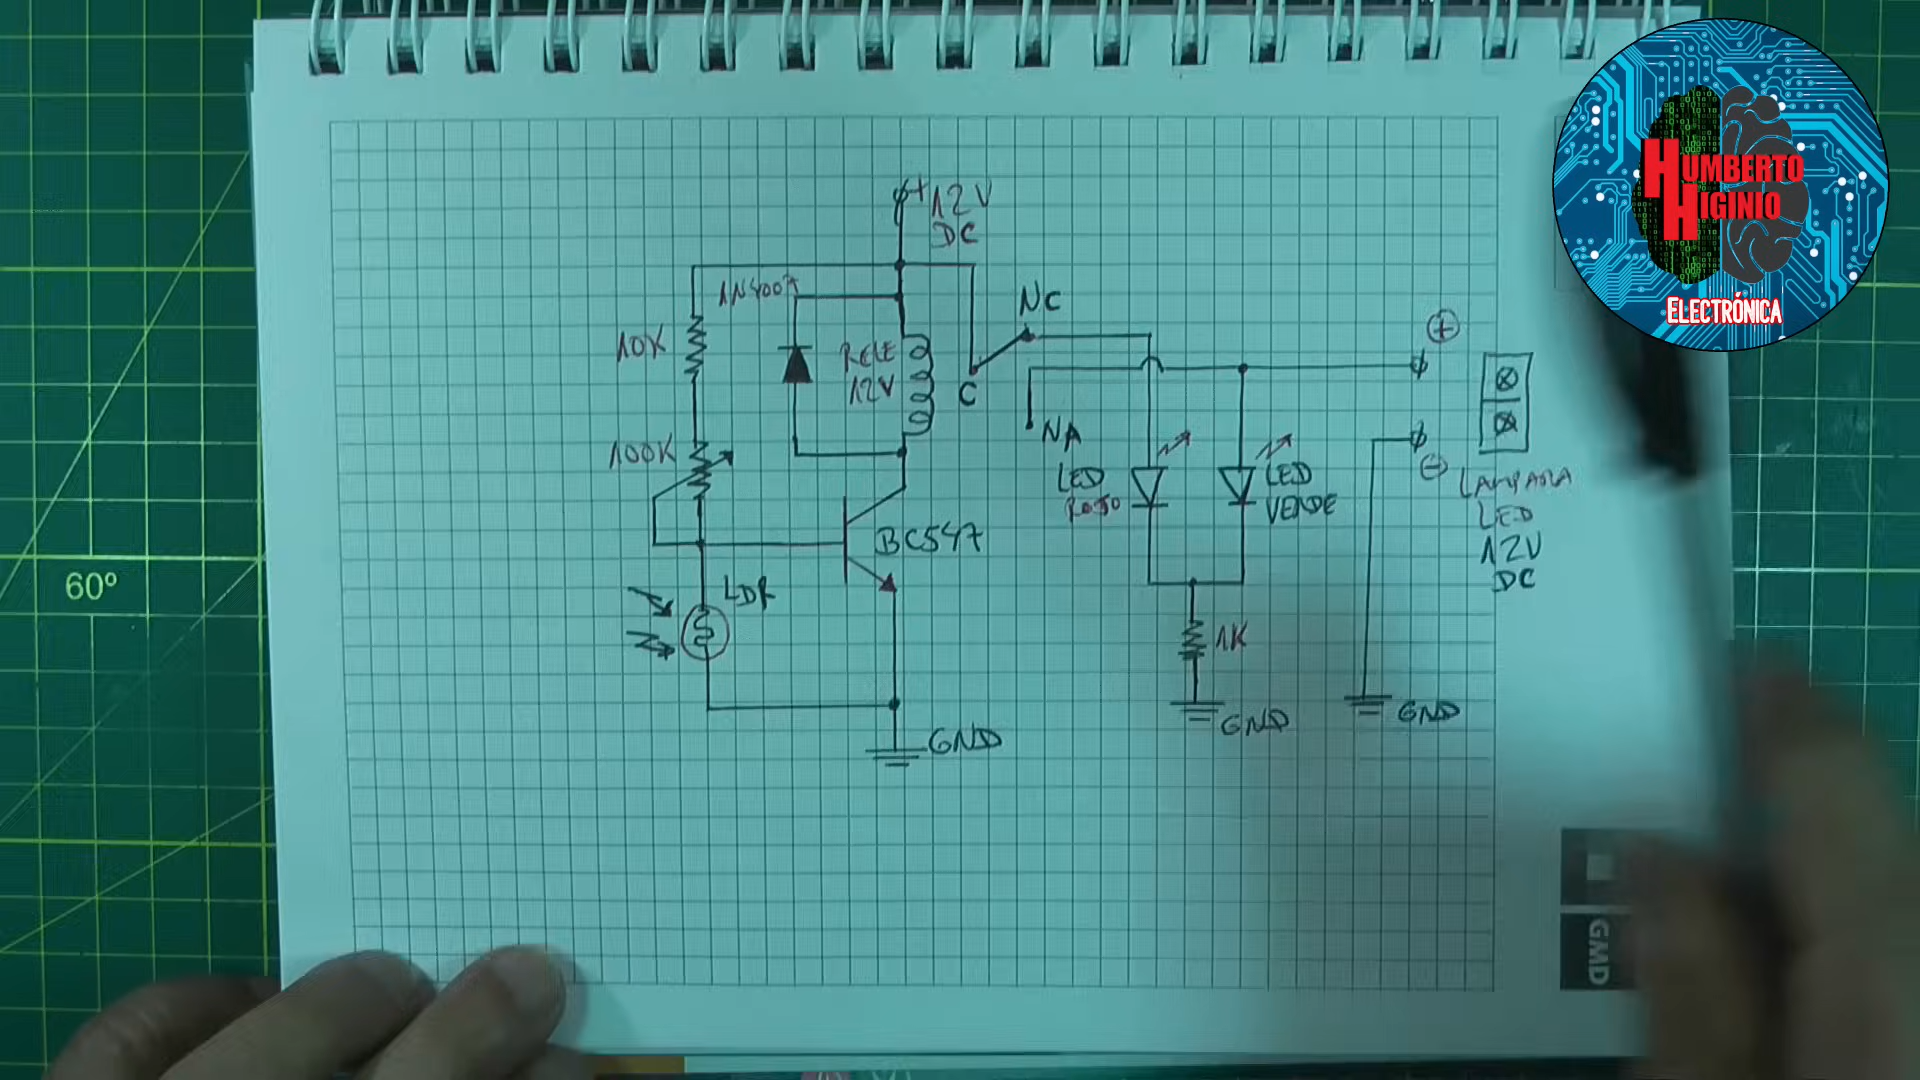 +12V
DC
1N4007
10K
RELE
12V
NC
C
NA
100K
BC547
LDR
GND
LED
ROJO
LED
VERDE
1K
GND
GND
+
-
LAMPARA
LED
12V
DC
60º
HUMBERTO
HIGINIO
ELECTRÓNICA
GMD